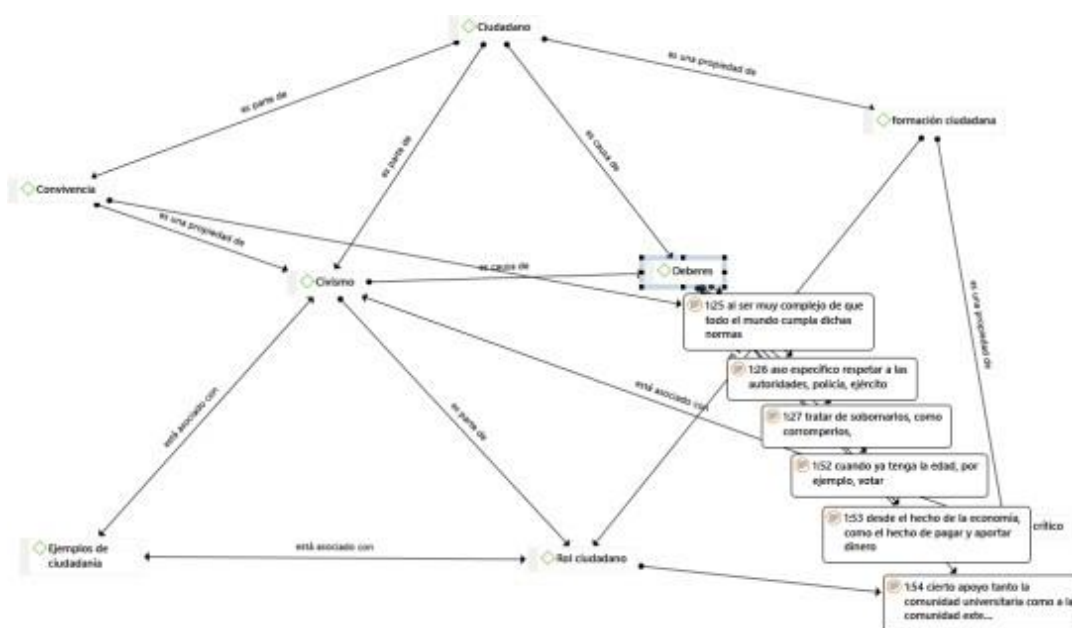 Ciudadano
es una propiedad de
es parte de
formación ciudadana
es parte de
es causa de
Convivencia
es una propiedad de
es causa de
Deberes
Civismo
1:25 al ser muy complejo de que
todo el mundo cumpla dichas
normas
es una propiedad de
1:26 aso específico respetar a las
autoridades, policía, ejército
está asociado con
1:27 tratar de sobornarlos, como
corromperlos,
está asociado con
es parte de
1:52 cuando ya tenga la edad, por
ejemplo, votar
1:53 desde el hecho de la economía,
como el hecho de pagar y aportar
dinero
crítico
Ejemplos de
ciudadanía
está asociado con
Rol ciudadano
1:54 cierto apoyo tanto la
comunidad universitaria como a la
comunidad este...